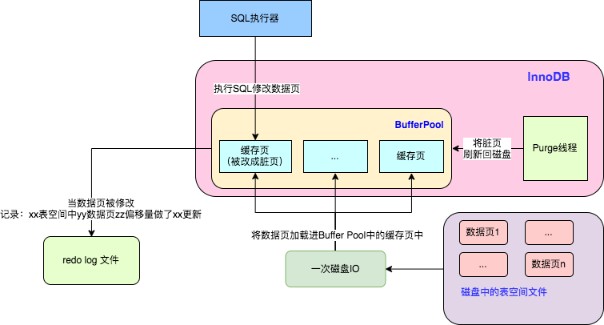 SQL执行器
InnoDB
执行SQL修改数据页
BufferPool
缓存页
(被改成脏页)
...
缓存页
将脏页
刷新回磁盘
Purge线程
当数据页被修改
记录：xx表空间中yy数据页zz偏移量做了xx更新
将数据页加载进Buffer Pool中的缓存页中
redo log 文件
一次磁盘IO
数据页1
...
...
数据页n
磁盘中的表空间文件